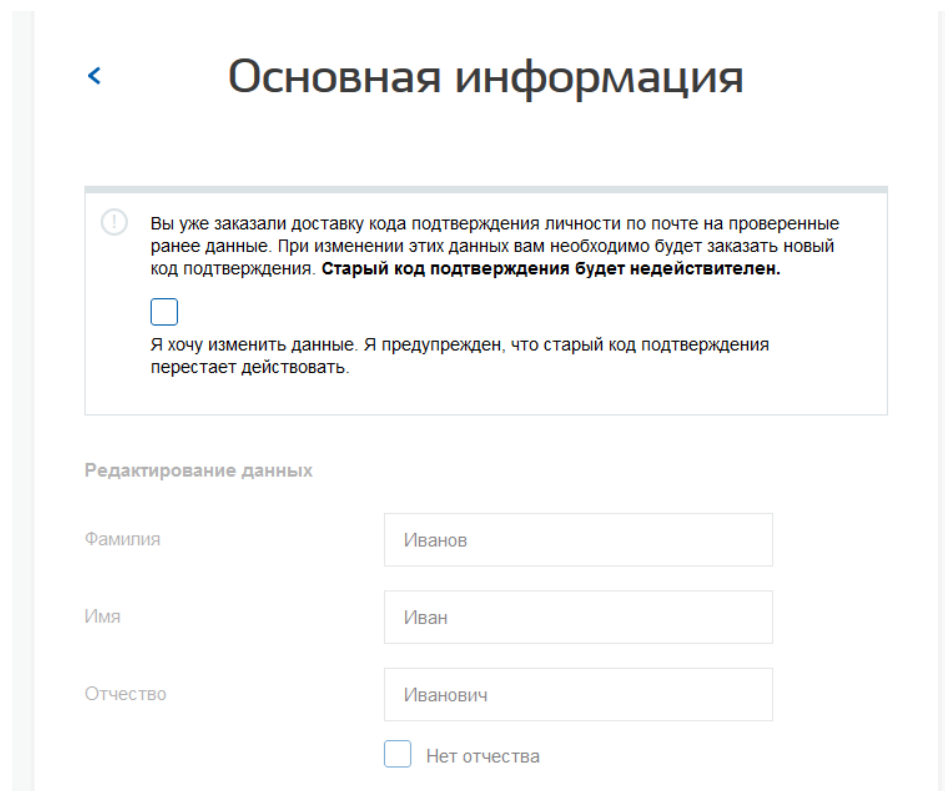 Основная информация
Вы уже заказали доставку кода подтверждения личности по почте на проверенные
ранее данные. При изменении этих данных вам необходимо будет заказать новый
код подтверждения. Старый код подтверждения будет недействителен.
Я хочу изменить данные. Я предупрежден, что старый код подтверждения
перестает действовать.
Редактирование данных
Фамилия
Иванов
Имя
Иван
Отчество
Иванович
Нет отчества